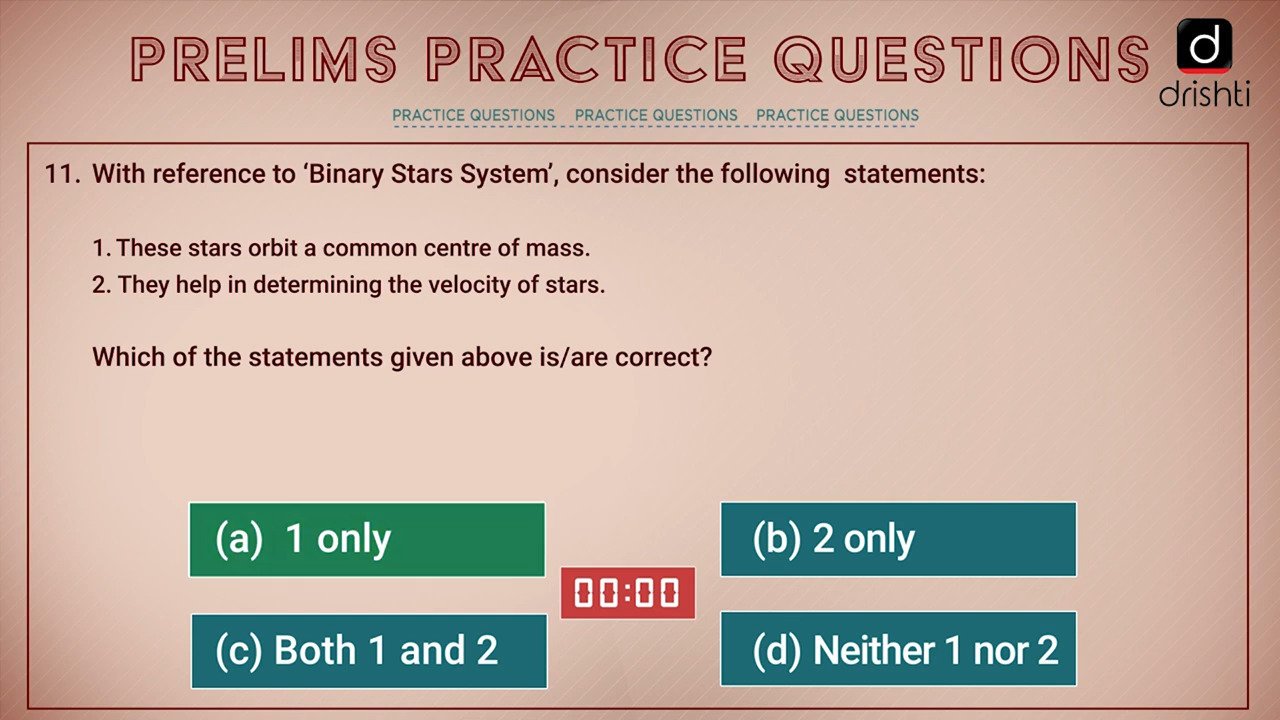 PRELIMS PRACTICE QUESTIONS
d
drishti
PRACTICE QUESTIONS PRACTICE QUESTIONS PRACTICE QUESTIONS
11. With reference to ‘Binary Stars System’, consider the following statements:
1. These stars orbit a common centre of mass.
2. They help in determining the velocity of stars.
Which of the statements given above is/are correct?
(a) 1 only
(b) 2 only
00:00
(c) Both 1 and 2
(d) Neither 1 nor 2